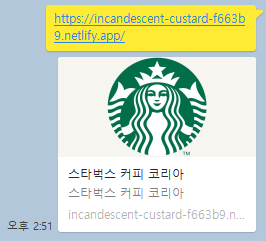 https://incandescent-custard-f663b
9.netlify.app/
TM
스타벅스 커피 코리아
스타벅스 커피 코리아
incandescent-custard-f663b9.n...
오후 2:51